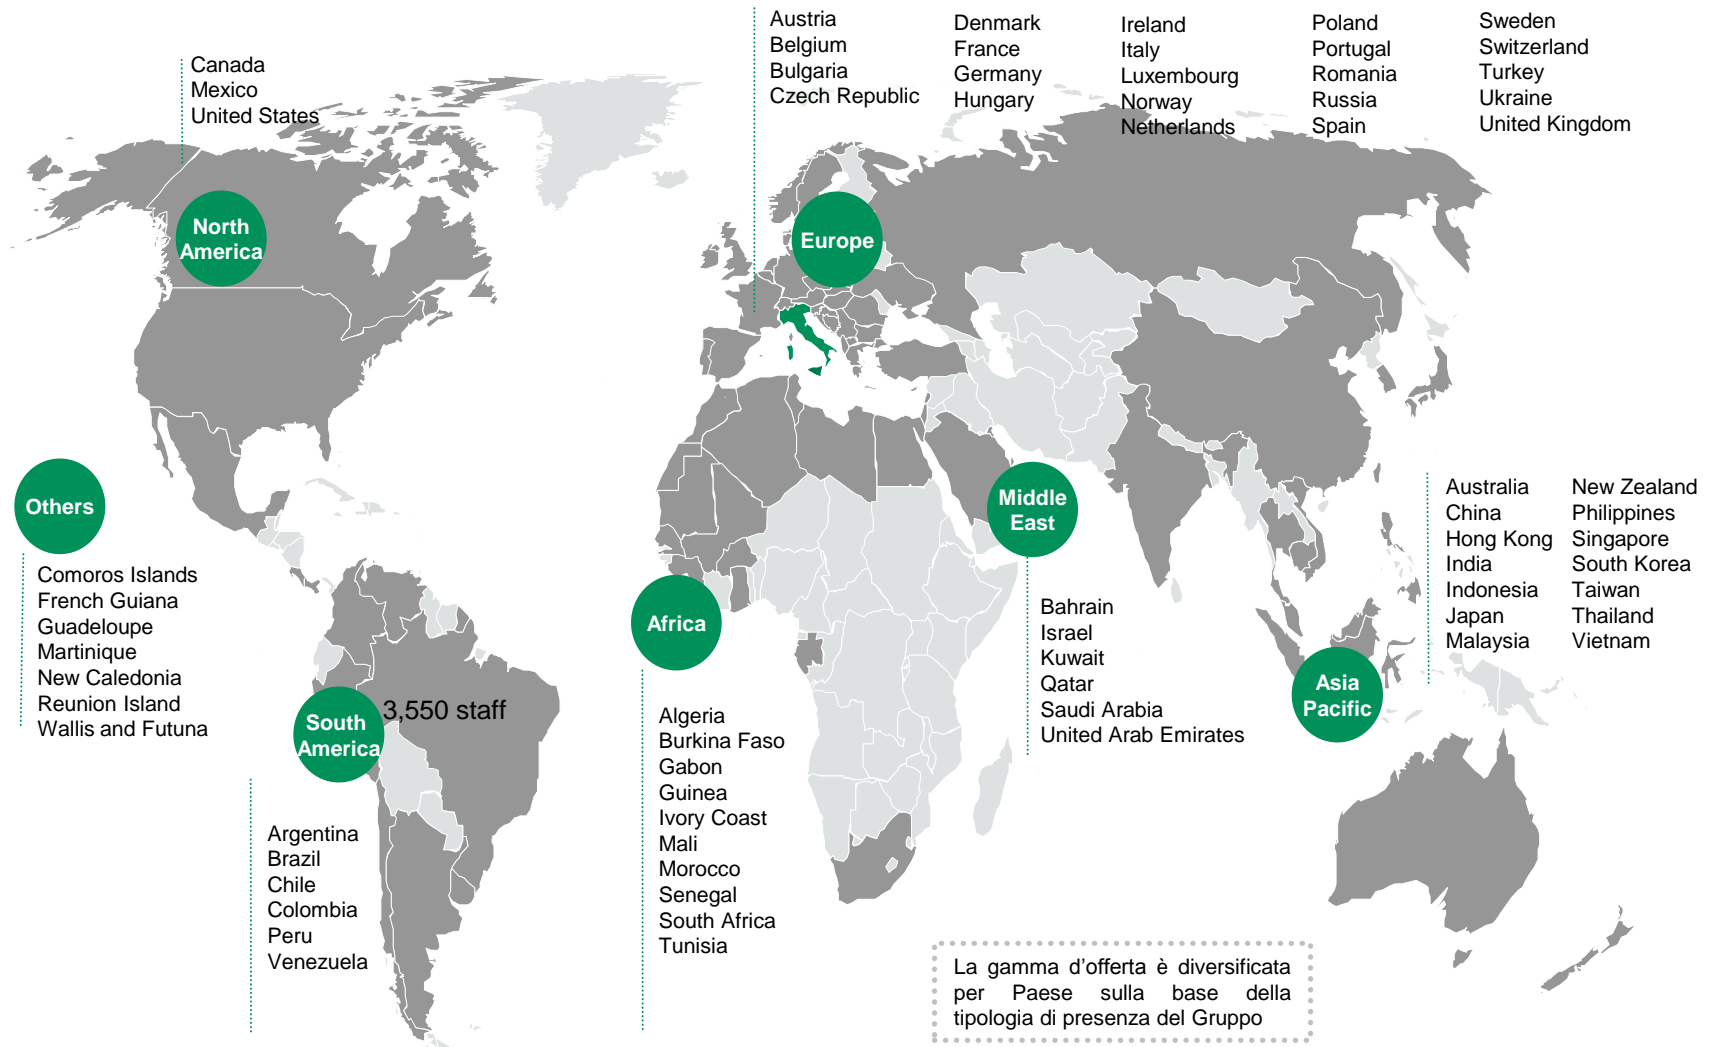 Canada
Mexico
United States
North
America
Austria
Belgium
Bulgaria
Czech Republic
Denmark
France
Germany
Hungary
Ireland
Italy
Luxembourg
Norway
Netherlands
Poland
Portugal
Romania
Russia
Spain
Sweden
Switzerland
Turkey
Ukraine
United Kingdom
Europe
Others
Comoros Islands
French Guiana
Guadeloupe
Martinique
New Caledonia
Reunion Island
Wallis and Futuna
South
America
3,550 staff
Argentina
Brazil
Chile
Colombia
Peru
Venezuela
Africa
Algeria
Burkina Faso
Gabon
Guinea
Ivory Coast
Mali
Morocco
Senegal
South Africa
Tunisia
Middle
East
Bahrain
Israel
Kuwait
Qatar
Saudi Arabia
United Arab Emirates
Asia
Pacific
Australia
China
Hong Kong
India
Indonesia
Japan
Malaysia
New Zealand
Philippines
Singapore
South Korea
Taiwan
Thailand
Vietnam
La gamma d’offerta è diversificata
per Paese sulla base della
tipologia di presenza del Gruppo